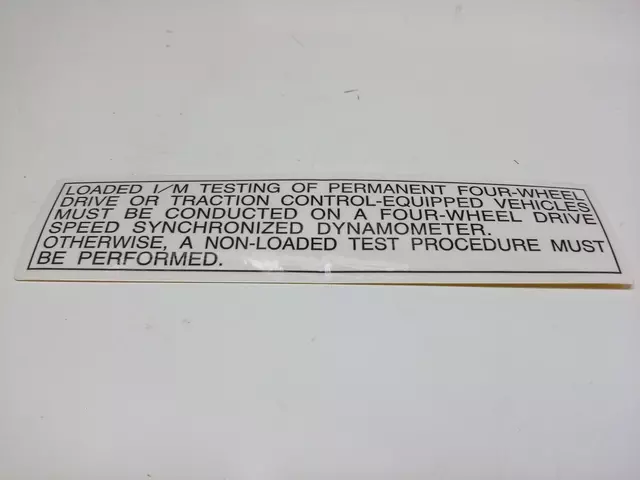 LOADED I/M TESTING OF PERMANENT FOUR-WHEEL
DRIVE OR TRACTION CONTROL-EQUIPPED VEHICLES
MUST BE CONDUCTED ON A FOUR-WHEEL DRIVE
SPEED SYNCHRONIZED DYNAMOMETER.
OTHERWISE, A NON-LOADED TEST PROCEDURE MUST
BE PERFORMED.